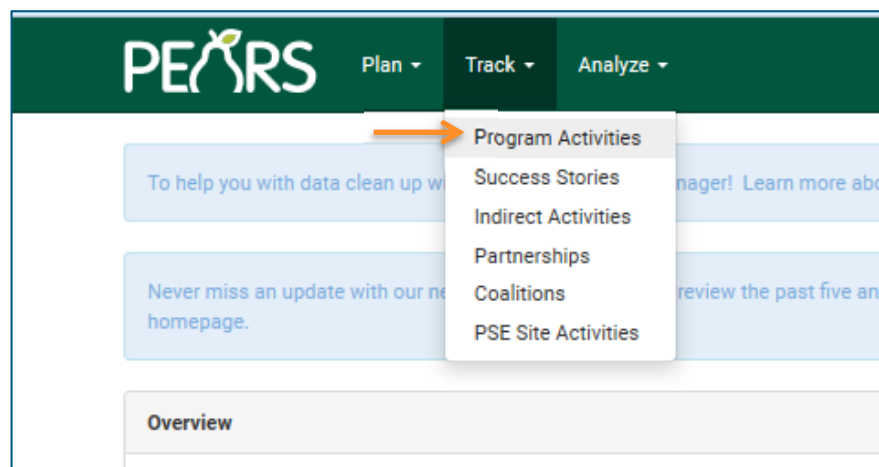 PEARS Plan Track Analyze
Program Activities
Success Stories
Indirect Activities
Partnerships
Coalitions
PSE Site Activities
To help you with data clean up wi nager! Learn more abo
Never miss an update with our ne review the past five an
homepage.
Overview